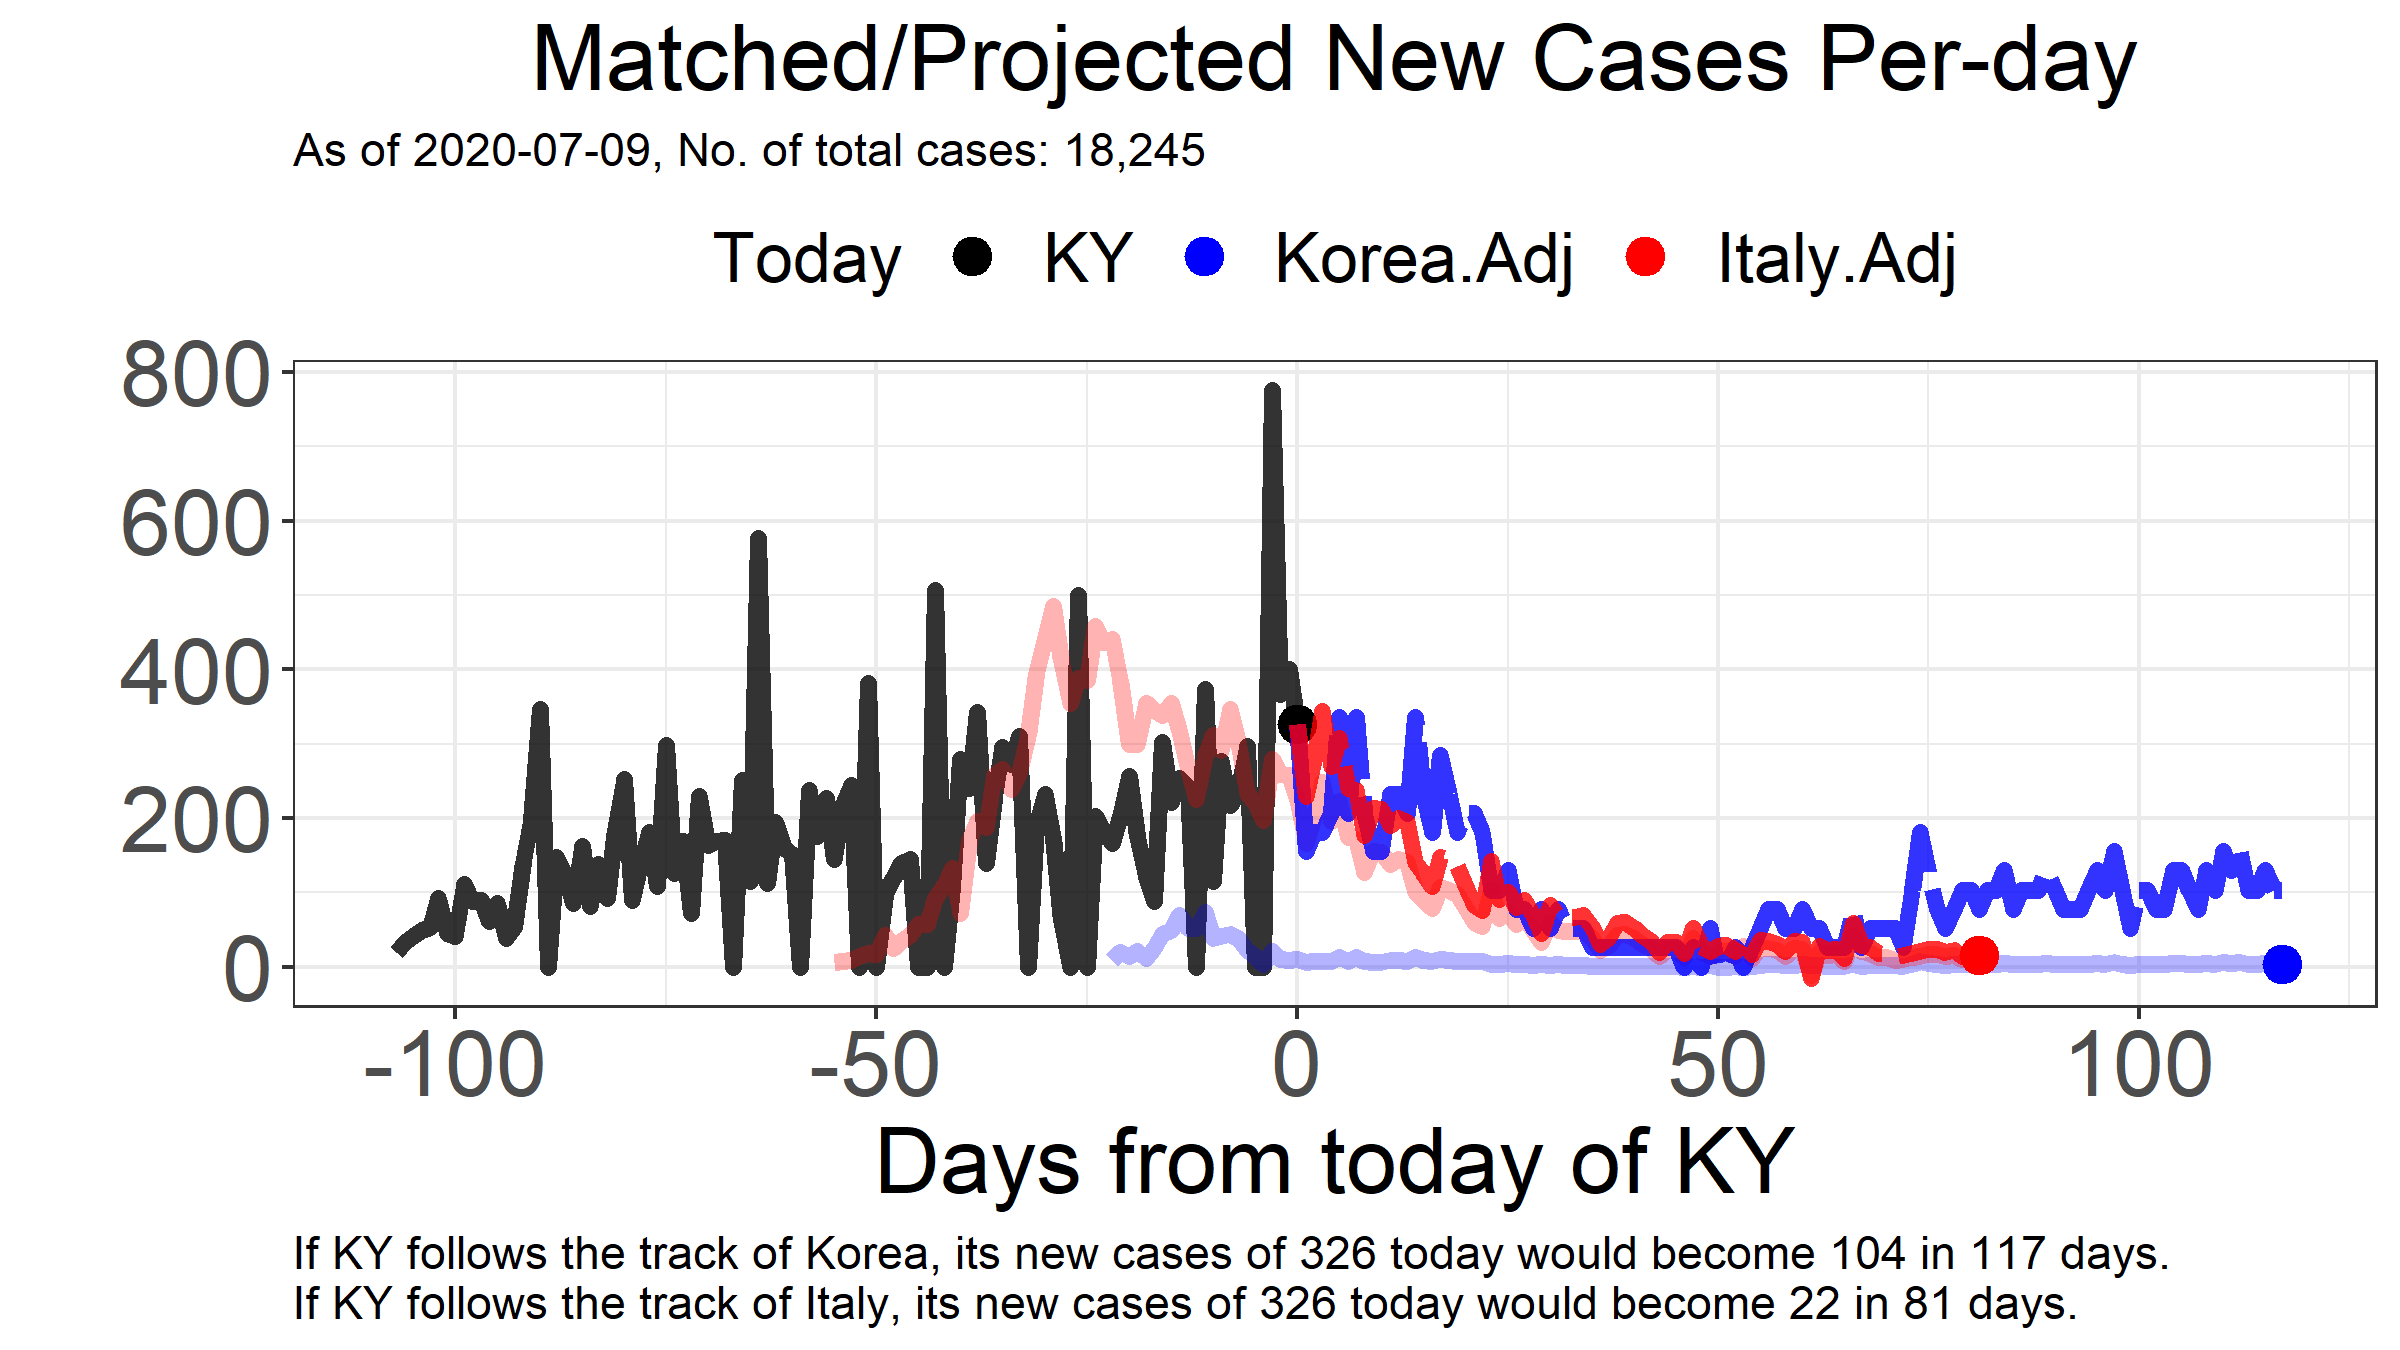 Matched/Projected New Cases Per-day
As of 2020-07-09, No. of total cases: 18,245
Today KY Korea.Adj Italy.Adj
800
600
400
200
0
-100 -50 0 50 100
Days from today of KY
If KY follows the track of Korea, its new cases of 326 today would become 104 in 117 days.
If KY follows the track of Italy, its new cases of 326 today would become 22 in 81 days.